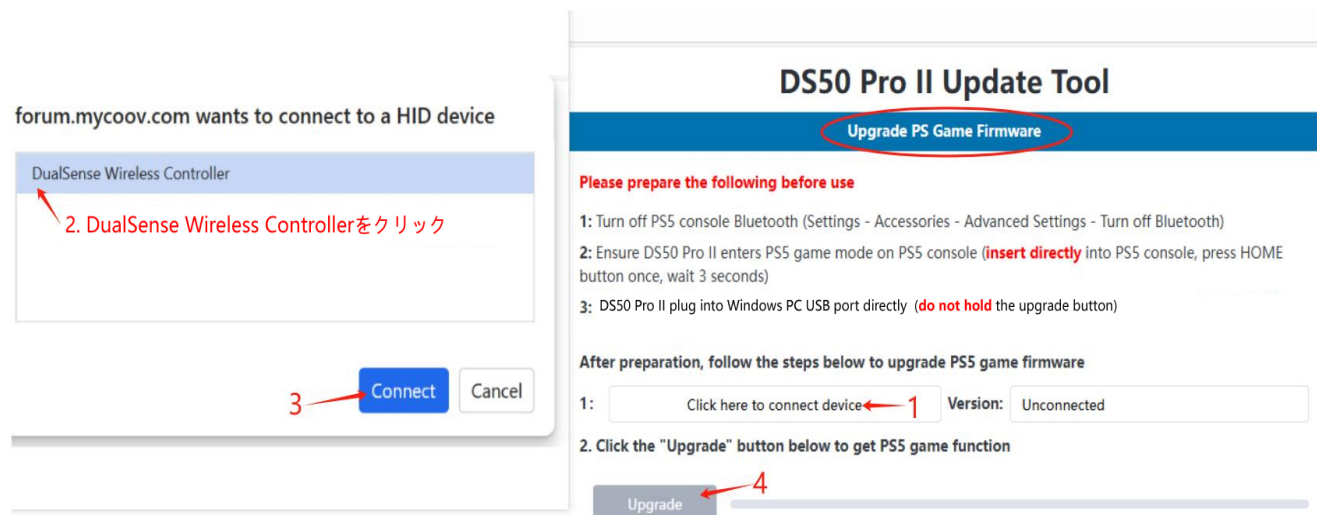 forum.mycoov.com wants to connect to a HID device
DualSense Wireless Controller
2. DualSense Wireless Controllerをクリック
3
Connect
Cancel
DS50 Pro II Update Tool
Upgrade PS Game Firmware
Please prepare the following before use
1: Turn off PS5 console Bluetooth (Settings - Accessories - Advanced Settings - Turn off Bluetooth)
2: Ensure DS50 Pro II enters PS5 game mode on PS5 console (insert directly into PS5 console, press HOME
button once, wait 3 seconds)
3: DS50 Pro II plug into Windows PC USB port directly (do not hold the upgrade button)
After preparation, follow the steps below to upgrade PS5 game firmware
1: Click here to connect device 1 Version: Unconnected
2. Click the "Upgrade" button below to get PS5 game function
Upgrade 4